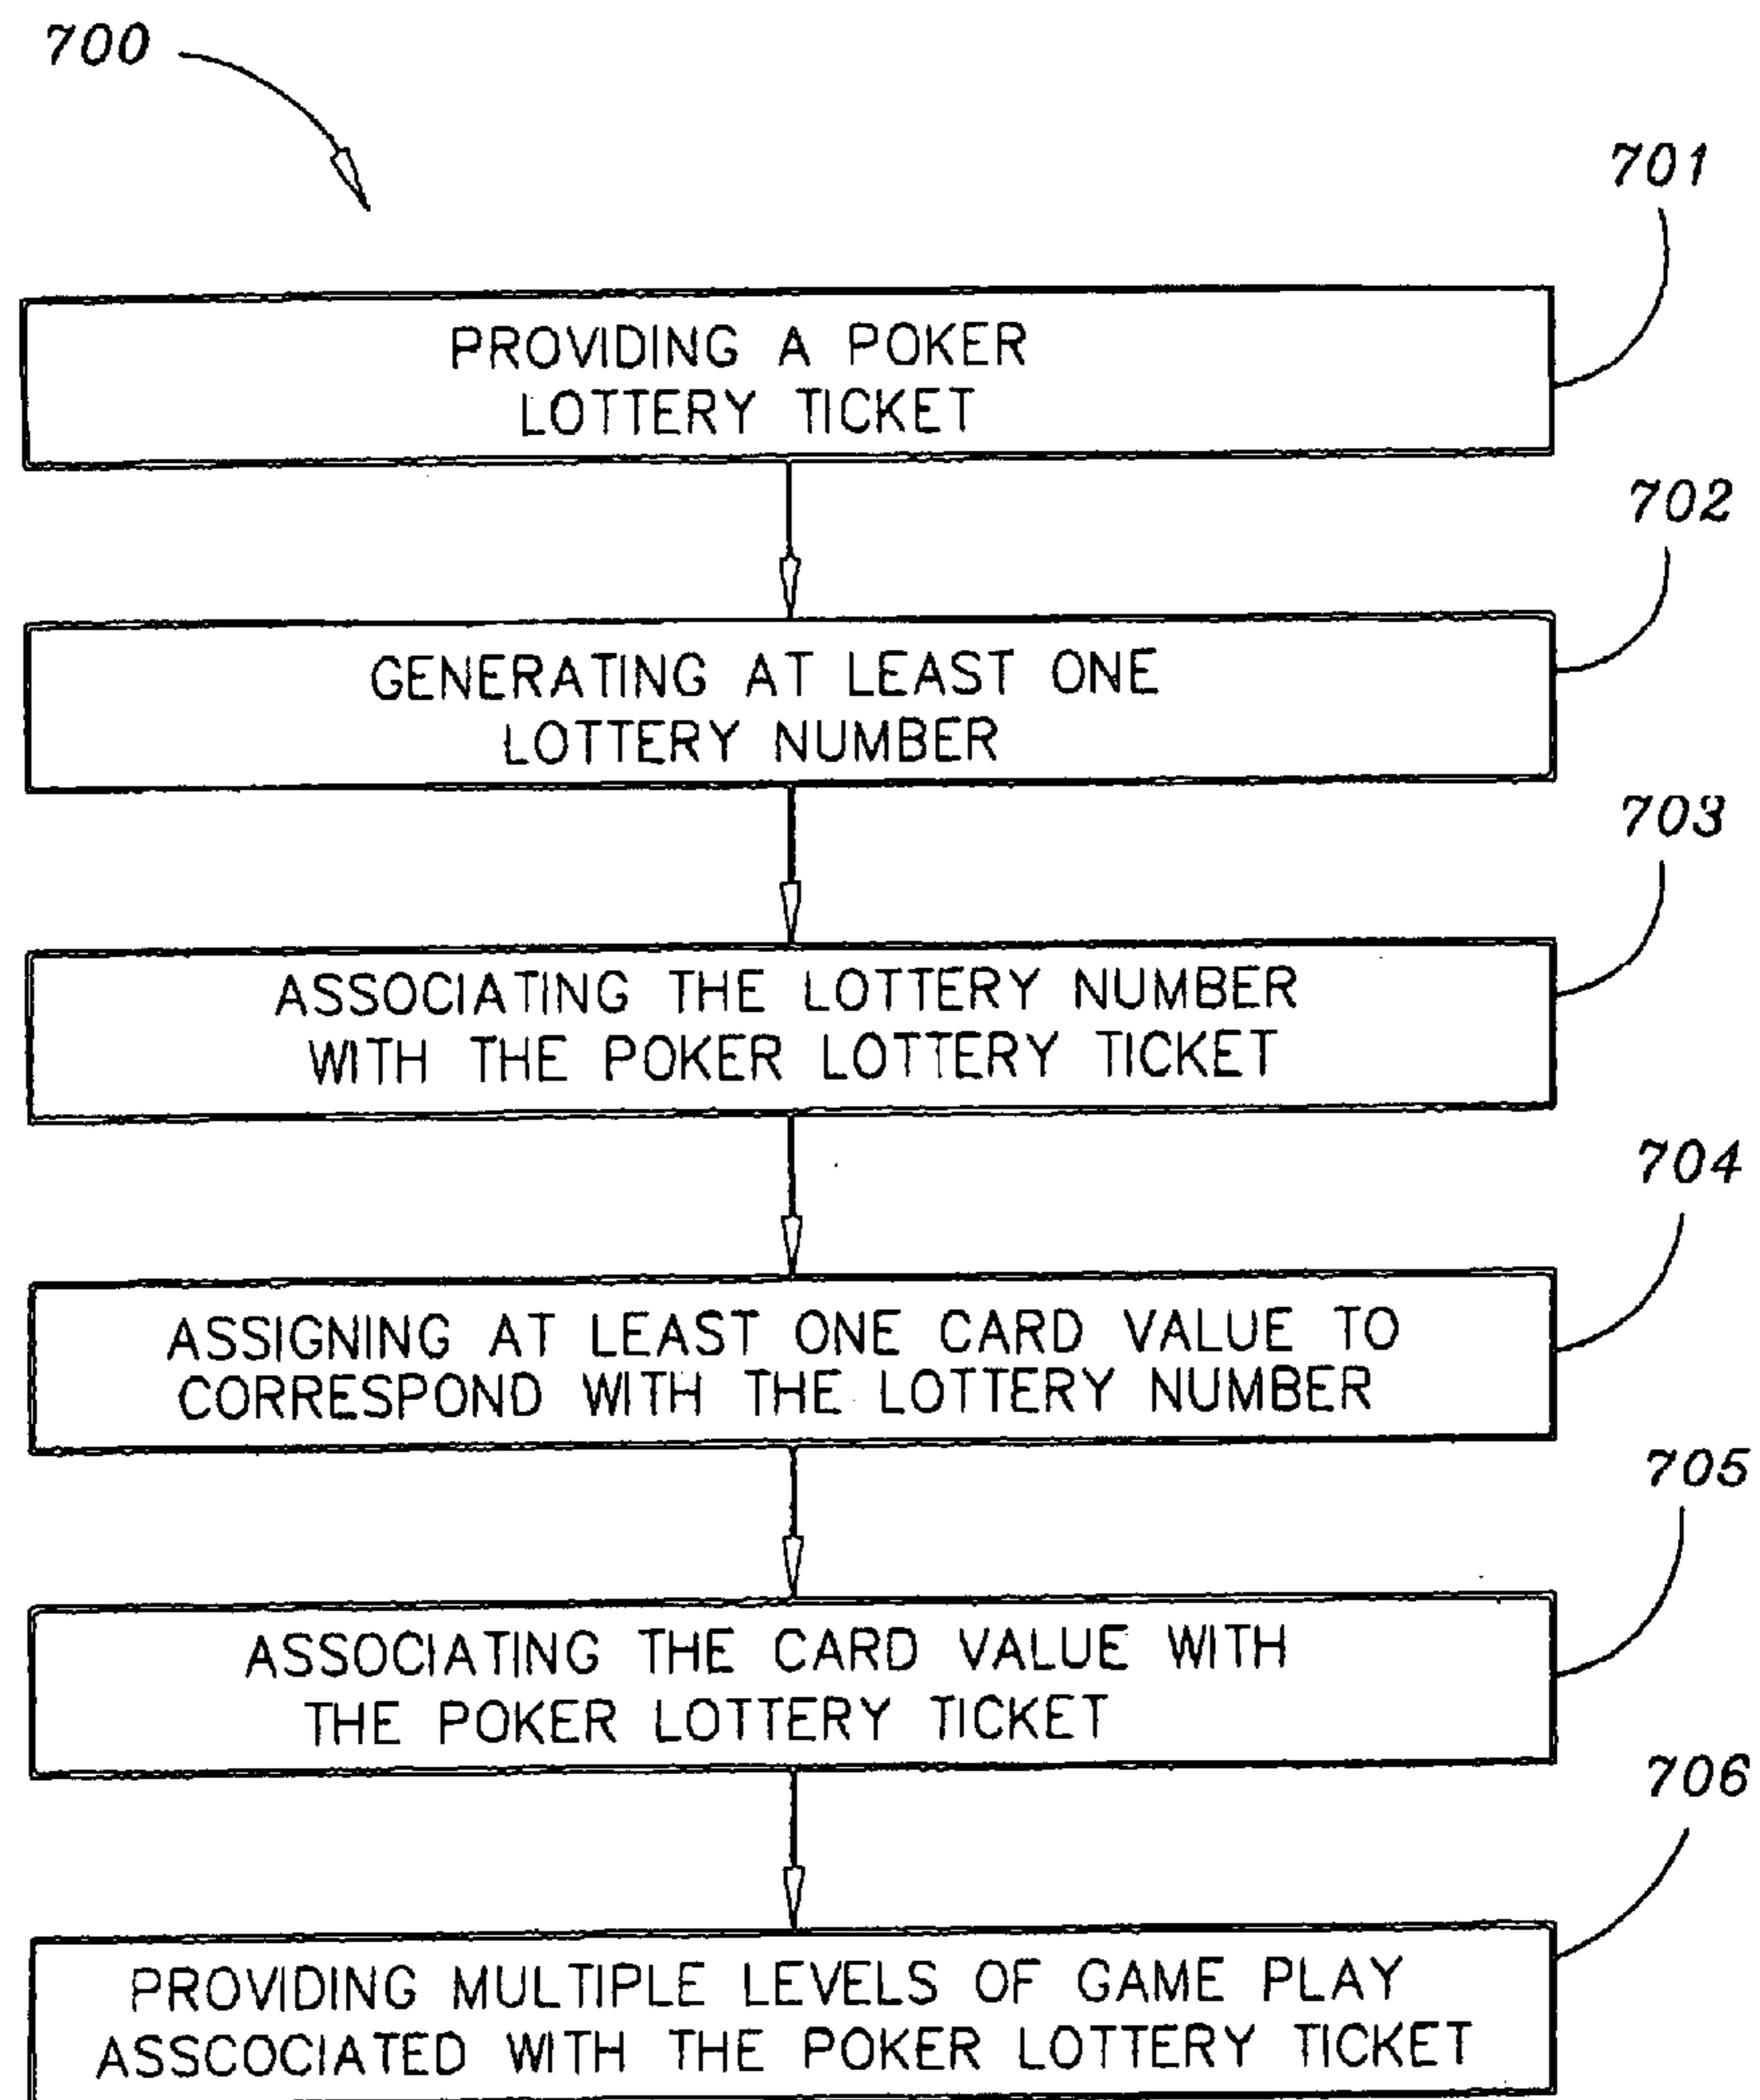 700
701
PROVIDING A POKER
LOTTERY TICKET
702
GENERATING AT LEAST ONE
LOTTERY NUMBER
703
ASSOCIATING THE LOTTERY NUMBER
WITH THE POKER LOTTERY TICKET
704
ASSIGNING AT LEAST ONE CARD VALUE TO
CORRESPOND WITH THE LOTTERY NUMBER
705
ASSOCIATING THE CARD VALUE WITH
THE POKER LOTTERY TICKET
706
PROVIDING MULTIPLE LEVELS OF GAME PLAY
ASSCOCIATED WITH THE POKER LOTTERY TICKET